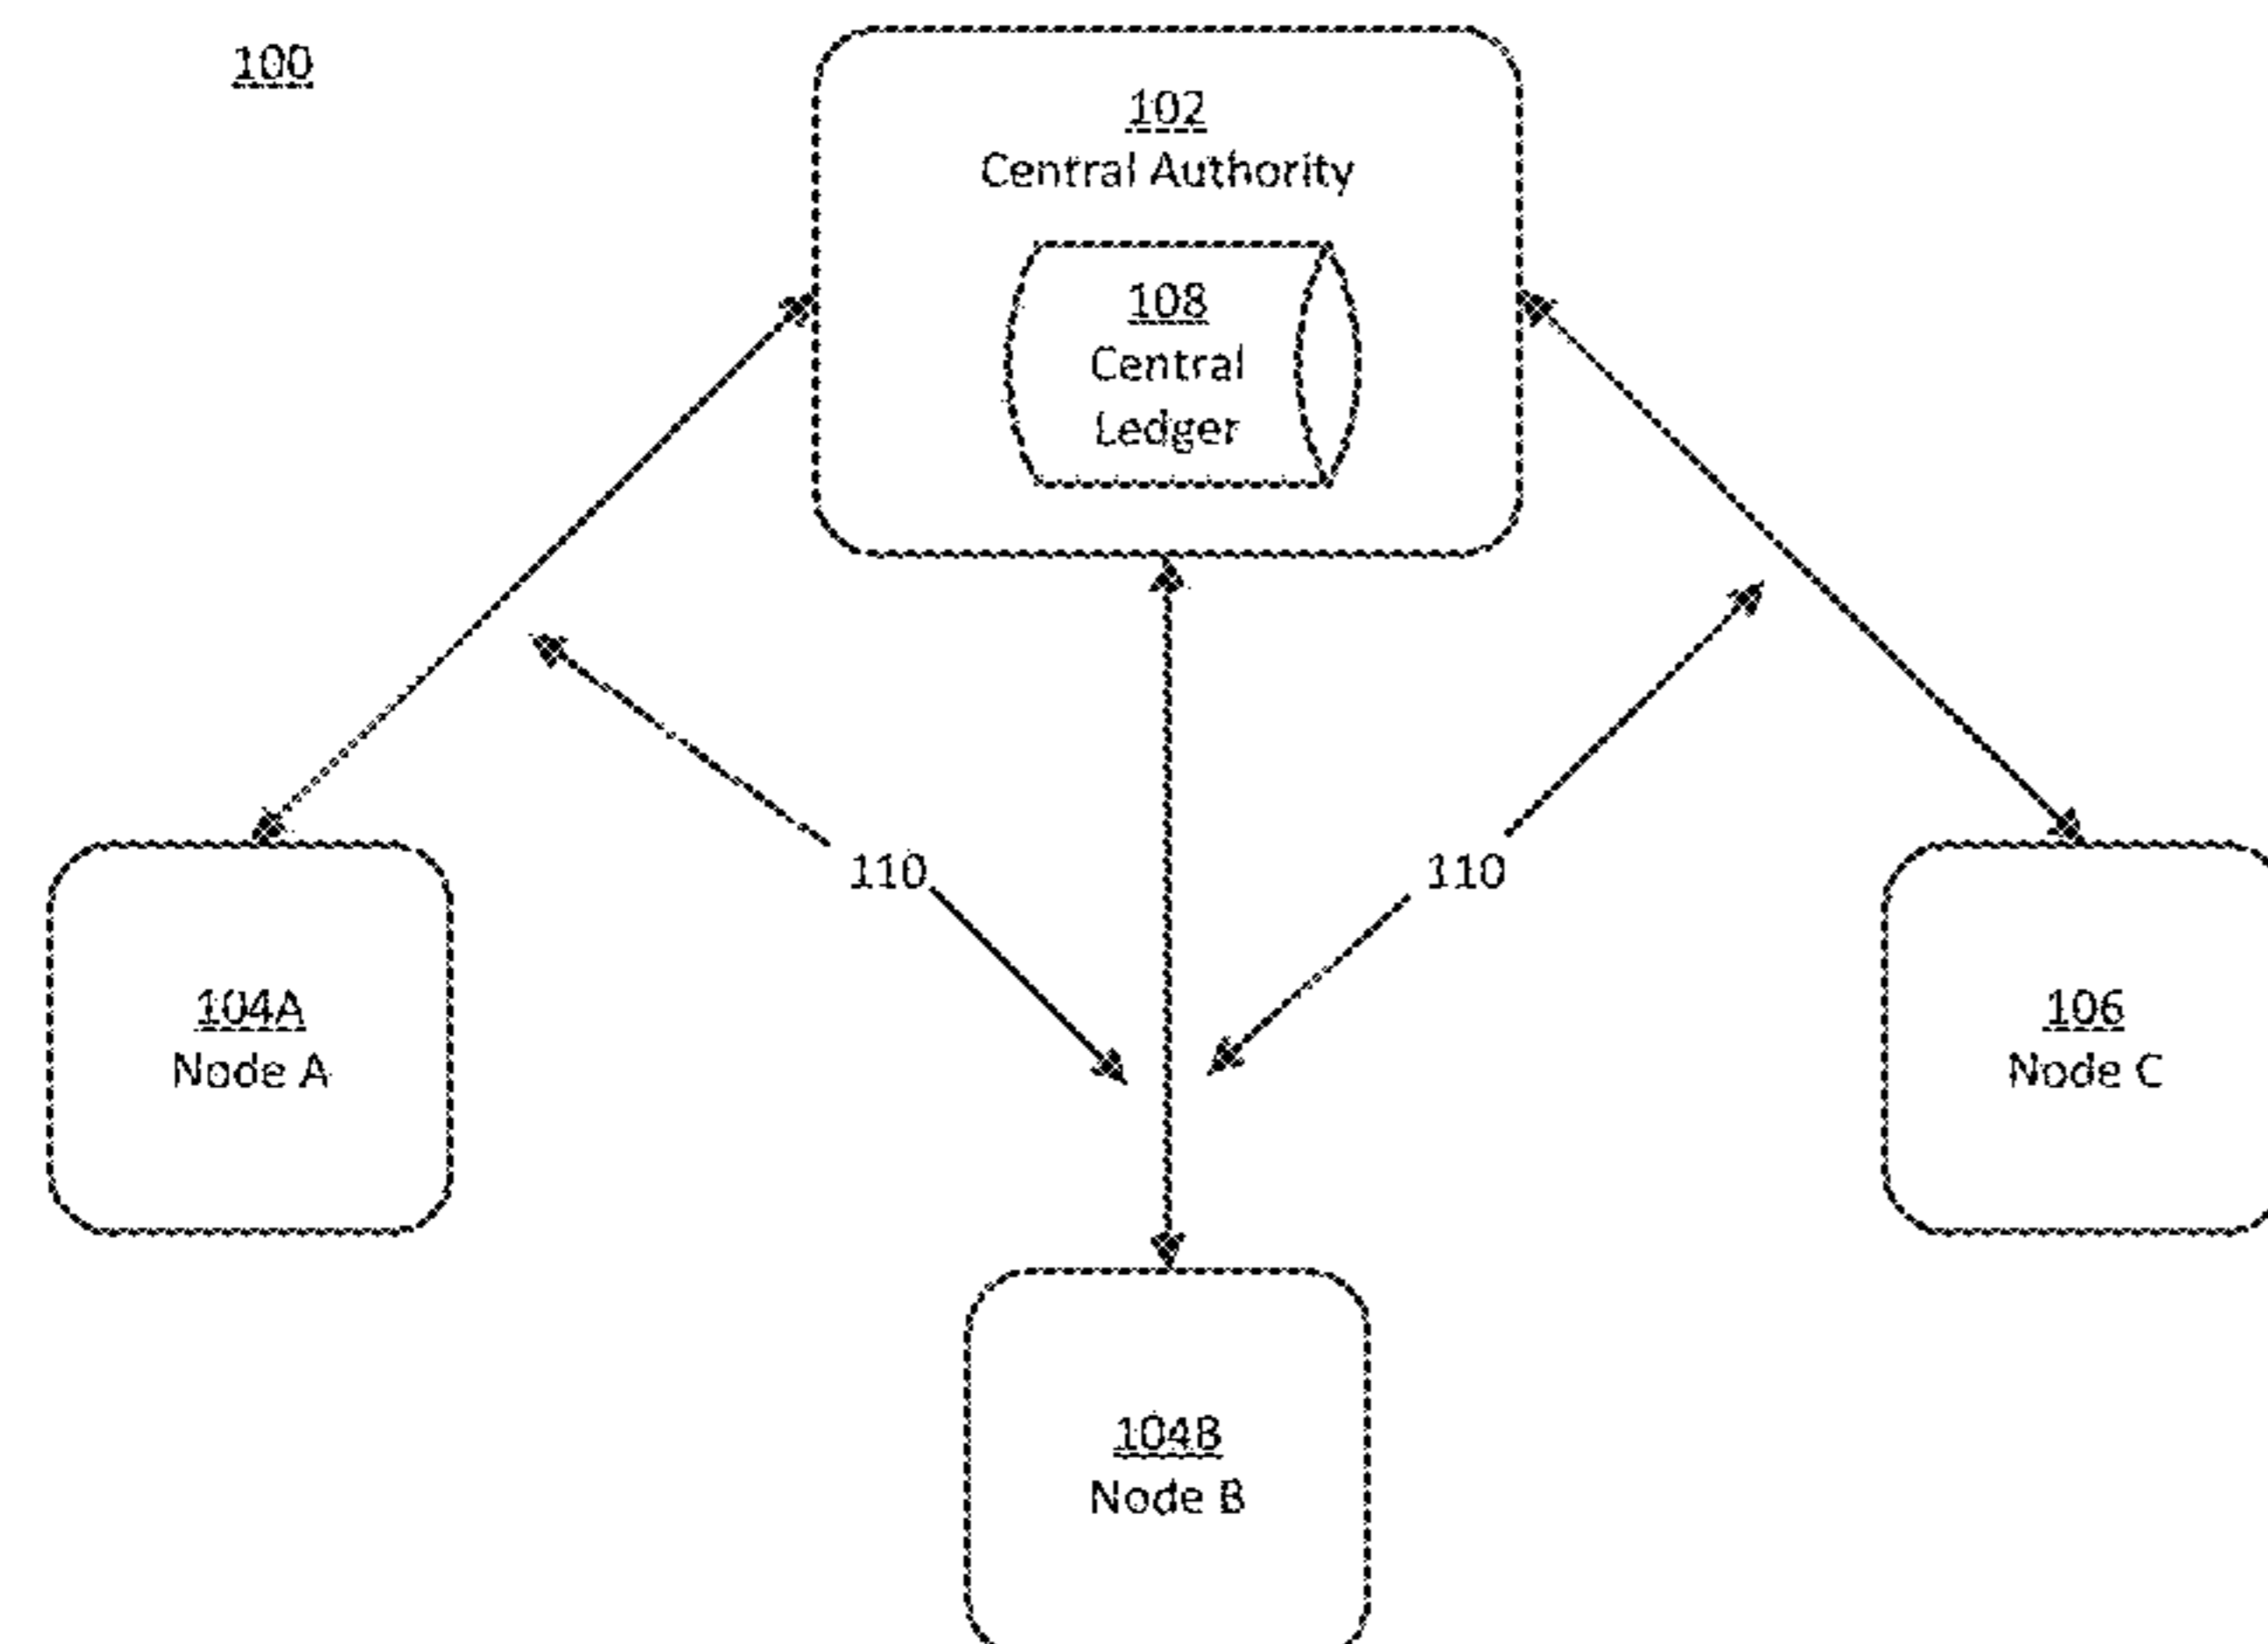 100
102
Central Authority
108
Central
Ledger
110
110
104A
Node A
106
Node C
104B
Node B